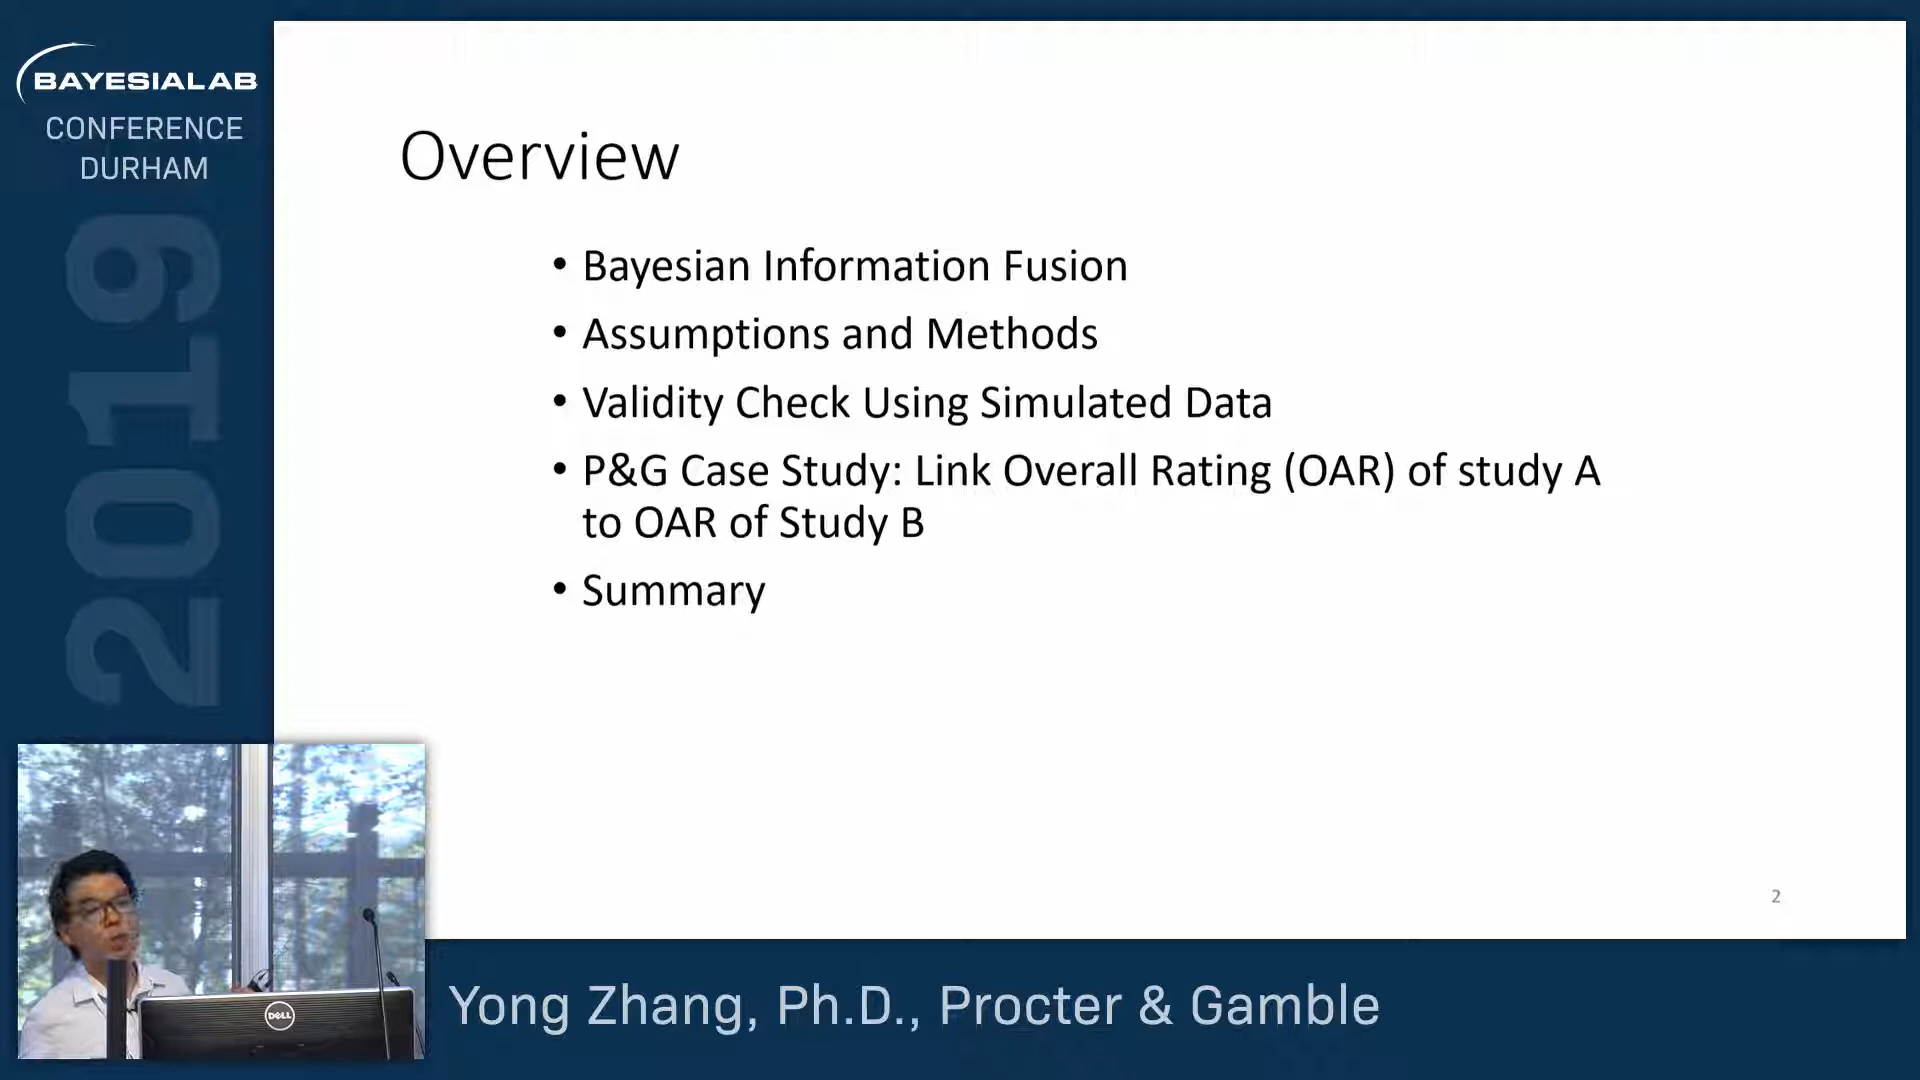 BAYESIALAB
CONFERENCE
DURHAM
2019
Overview
• Bayesian Information Fusion
• Assumptions and Methods
• Validity Check Using Simulated Data
• P&G Case Study: Link Overall Rating (OAR) of study A
to OAR of Study B
• Summary
2
DELL
Yong Zhang, Ph.D., Procter & Gamble